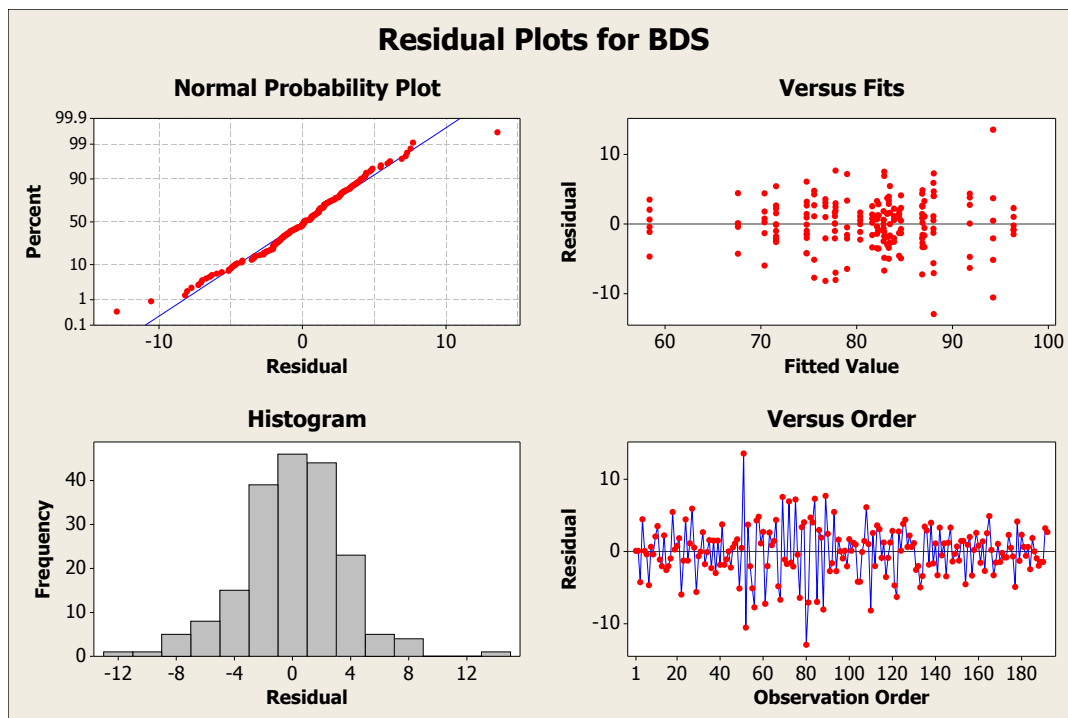 Residual Plots for BDS
Normal Probability Plot
99.9
99
90
50
10
1
0.1
Percent
-10 0 10
Residual
Versus Fits
10
0
-10
Residual
60 70 80 90 100
Fitted Value
Histogram
40
30
20
10
0
Frequency
-12 -8 -4 0 4 8 12
Residual
Versus Order
10
0
-10
Residual
1 20 40 60 80 100 120 140 160 180
Observation Order